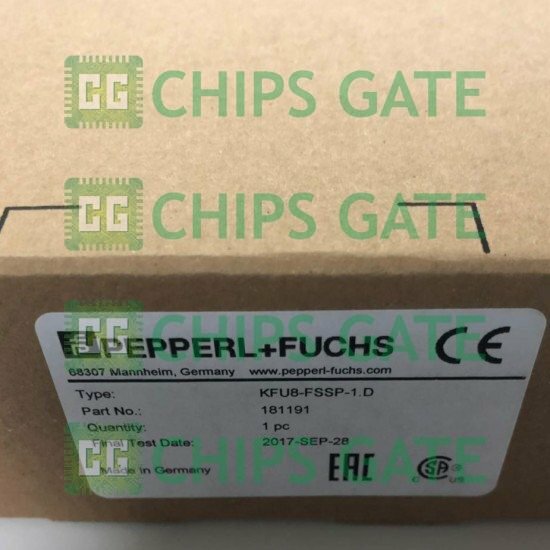 CG CHIPS GATE
CG CHIPS GATE
CG CHIPS GATE
PEPPERL+FUCHS CE
68307 Mannheim, Germany www.pepperl-fuchs.com
Type: KFU8-FSSP-1.D
Part No.: 181191
Quantity: 1 pc
Final Test Date: 2017-SEP-28
CG CHIPS GATE
Made in Germany EAC SA
C US